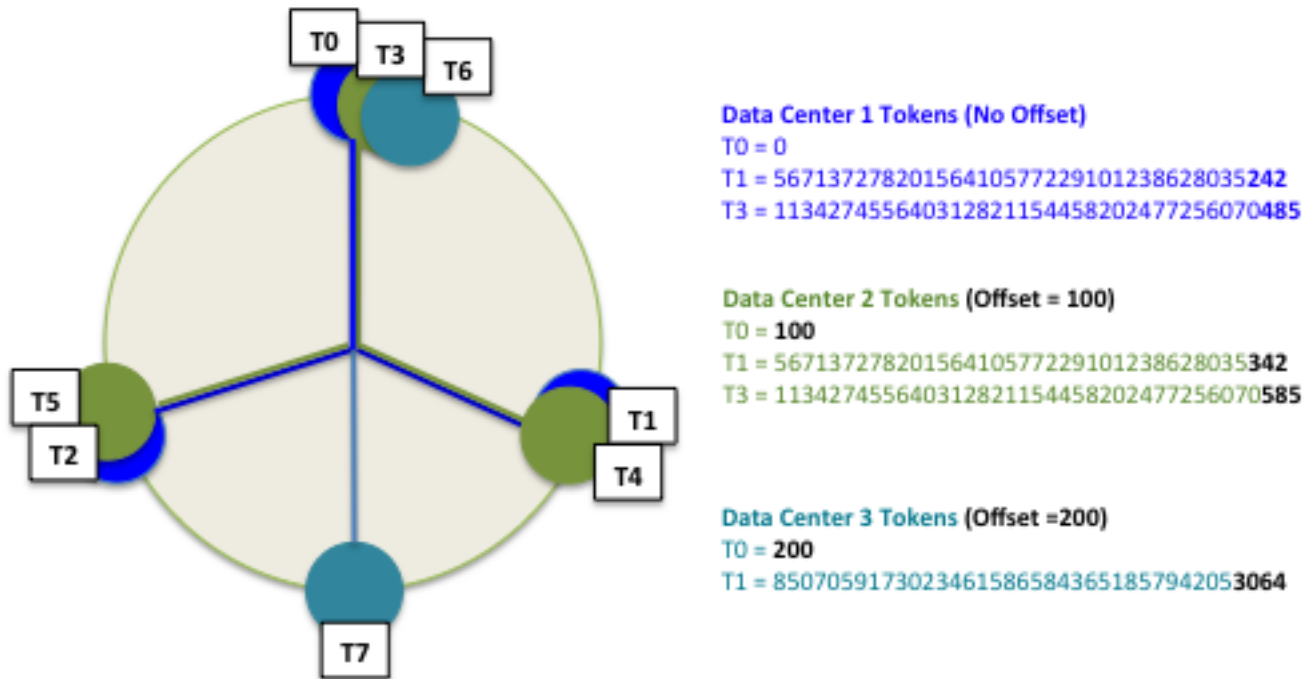 T0
T3
T6
T5
T2
T1
T4
T7
Data Center 1 Tokens (No Offset)
T0 = 0
T1 = 56713727820156410577229101238628035242
T3 = 113427455640312821154458202477256070485
Data Center 2 Tokens (Offset = 100)
T0 = 100
T1 = 56713727820156410577229101238628035342
T3 = 113427455640312821154458202477256070585
Data Center 3 Tokens (Offset =200)
T0 = 200
T1 = 85070591730234615865843651857942053064